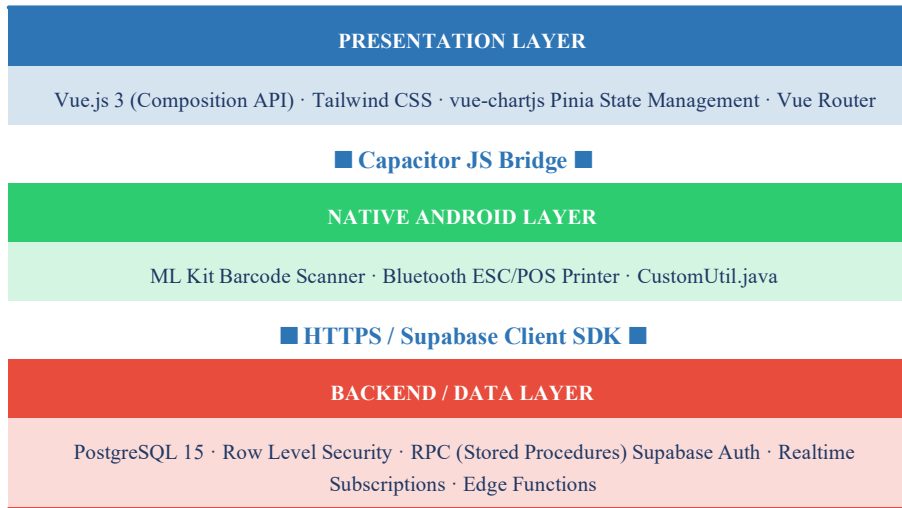 PRESENTATION LAYER
Vue.js 3 (Composition API) · Tailwind CSS · vue-chartjs Pinia State Management · Vue Router
■ Capacitor JS Bridge ■
NATIVE ANDROID LAYER
ML Kit Barcode Scanner · Bluetooth ESC/POS Printer · CustomUtil.java
■ HTTPS / Supabase Client SDK ■
BACKEND / DATA LAYER
PostgreSQL 15 · Row Level Security · RPC (Stored Procedures) Supabase Auth · Realtime
Subscriptions · Edge Functions